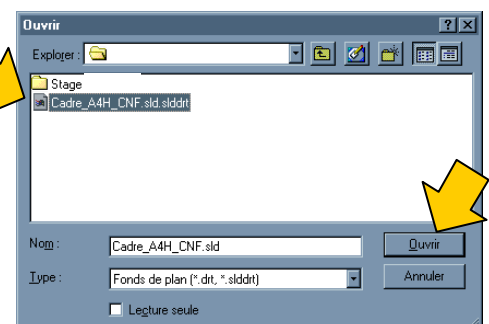 Ouvrir
Explorer :
Stage
Cadre_A4H_CNF.sld.slddrt
Nom : Cadre_A4H_CNF.sld Ouvrir
Type : Fonds de plan (*.drt, *.slddrt) Annuler
Lecture seule